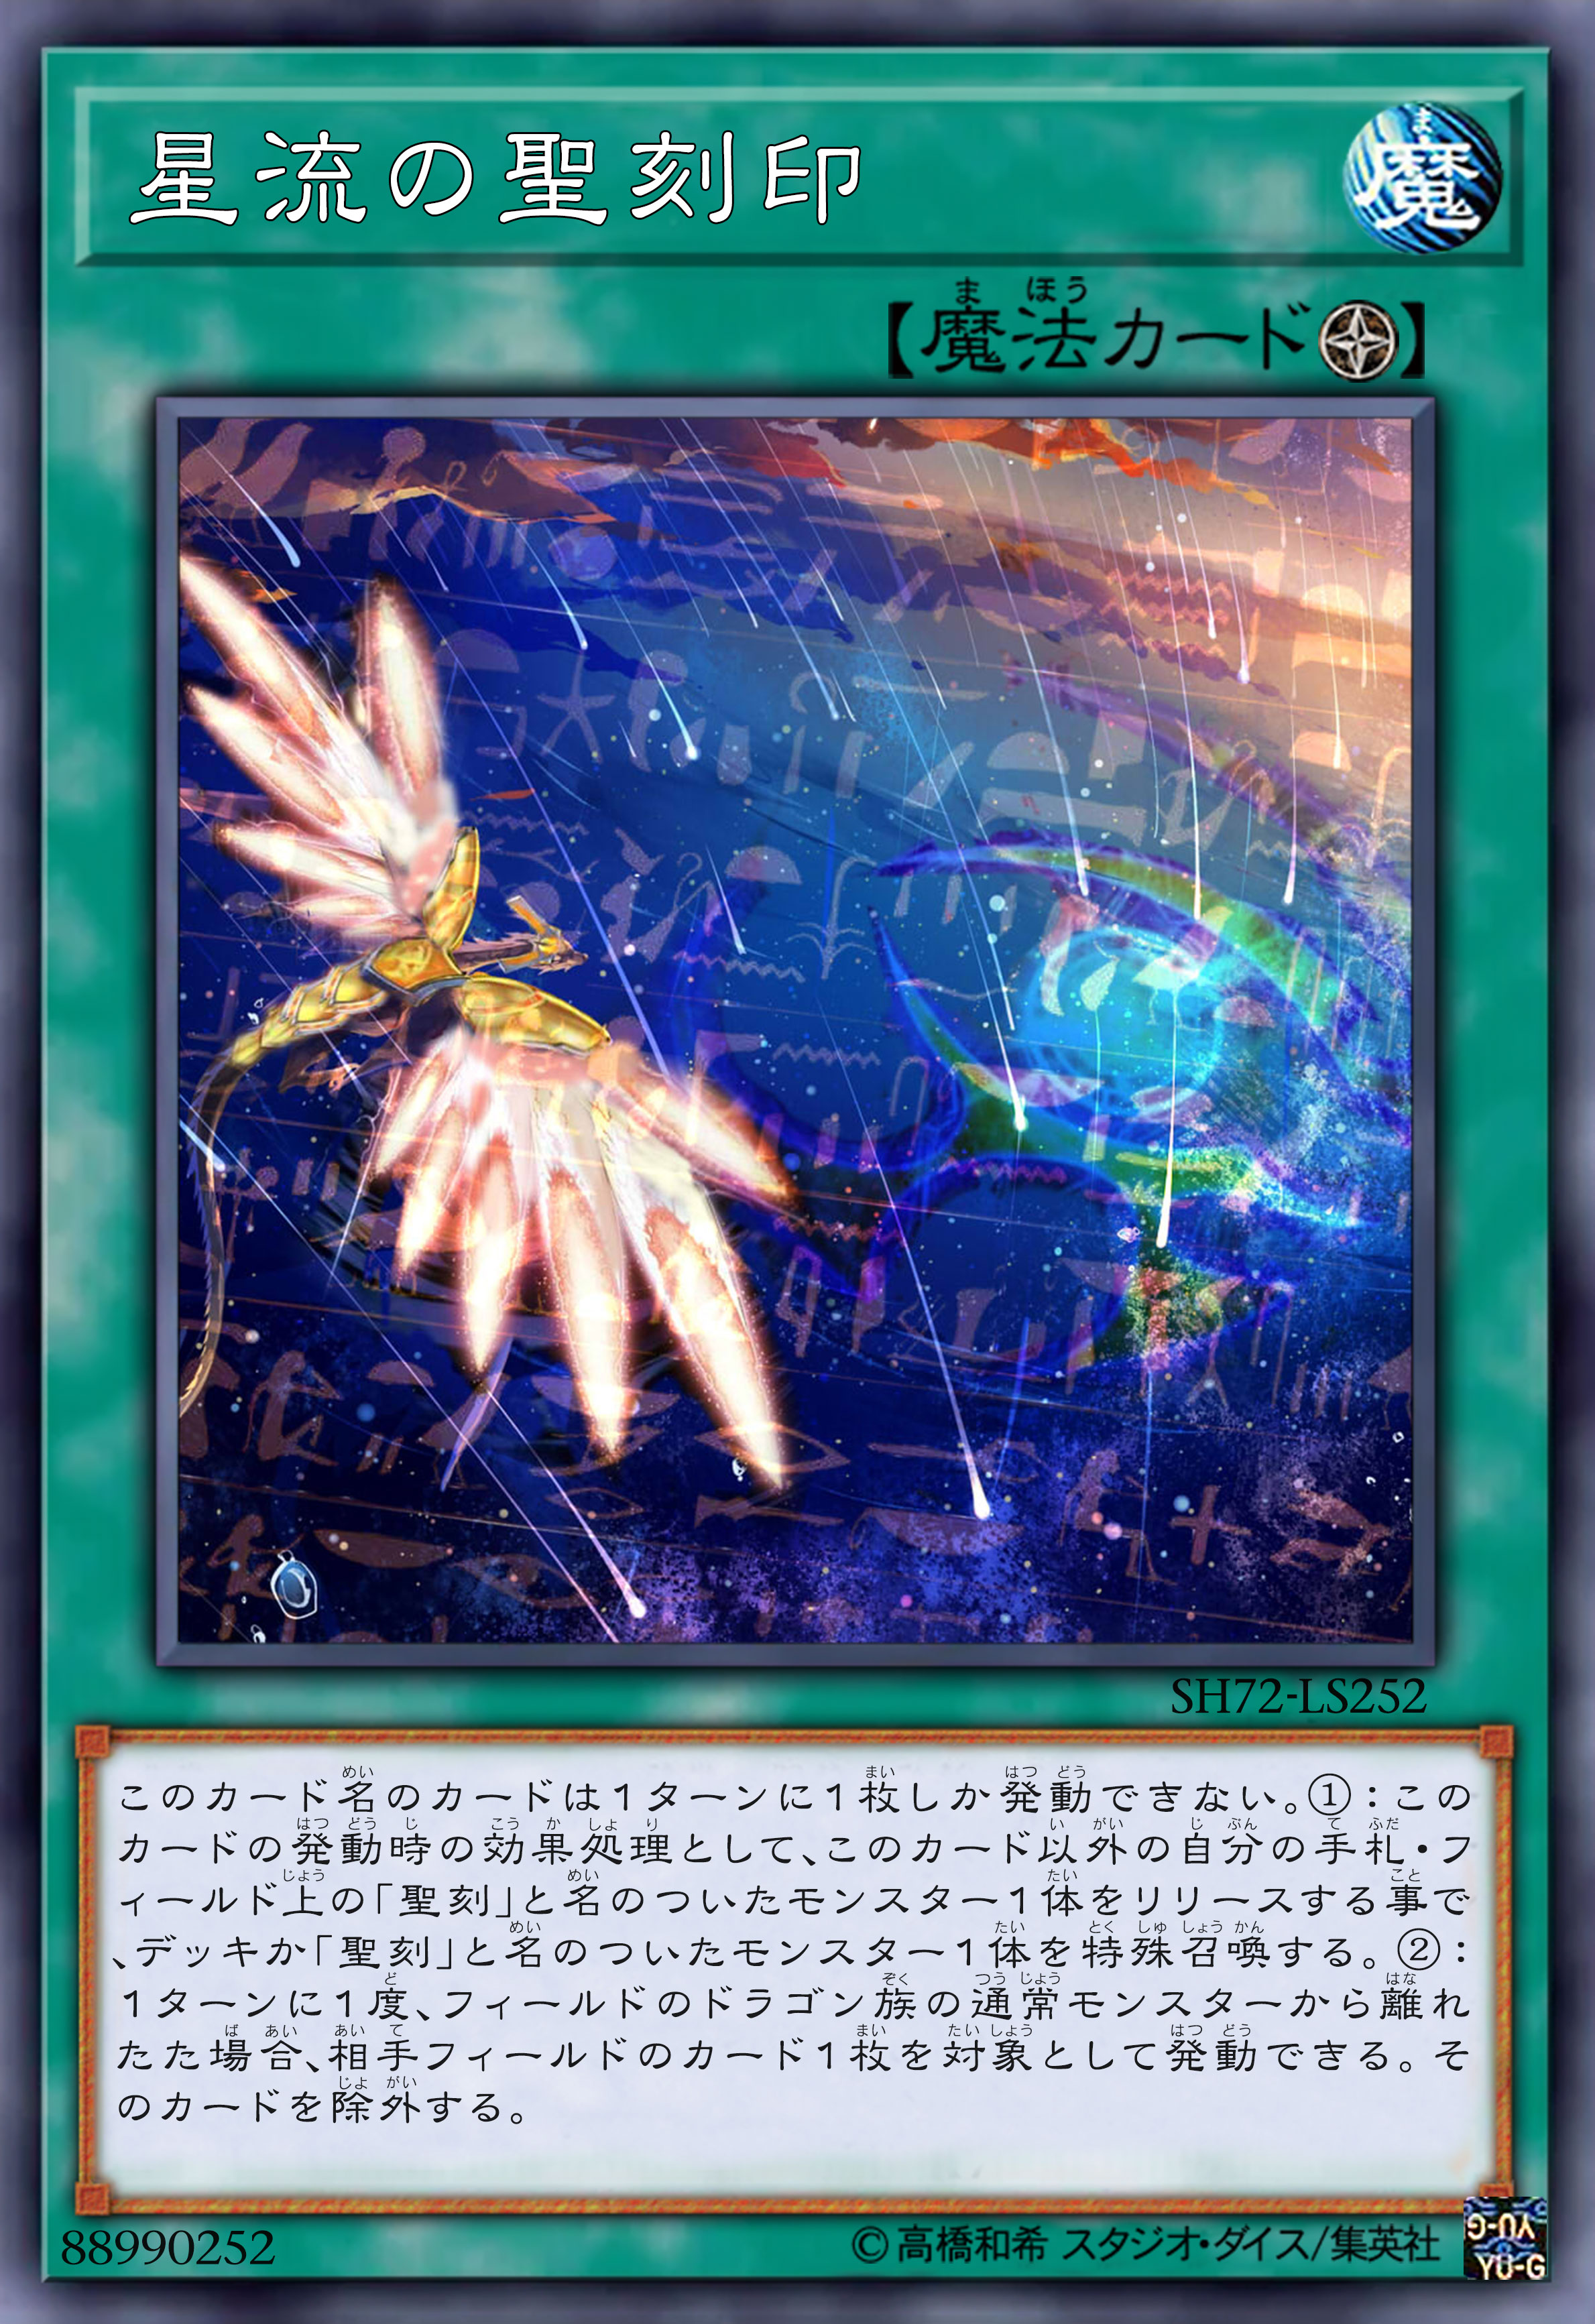 星流の聖刻印
魔
【魔法カード】
SH72-LS252
このカード名のカードは1ターンに1枚しか発動できない。①：この
カードの発動時の効果処理として、このカード以外の自分の手札・フ
ィールド上の「聖刻」と名のついたモンスター1体をリリースする事で
、デッキか「聖刻」と名のついたモンスター1体を特殊召喚する。②：
1ターンに1度、フィールドのドラゴン族の通常モンスターから離れ
たた場合、相手フィールドのカード1枚を対象として発動できる。そ
のカードを除外する。
88990252
©高橋和希 スタジオ・ダイス/集英社
YU-G
YU-G